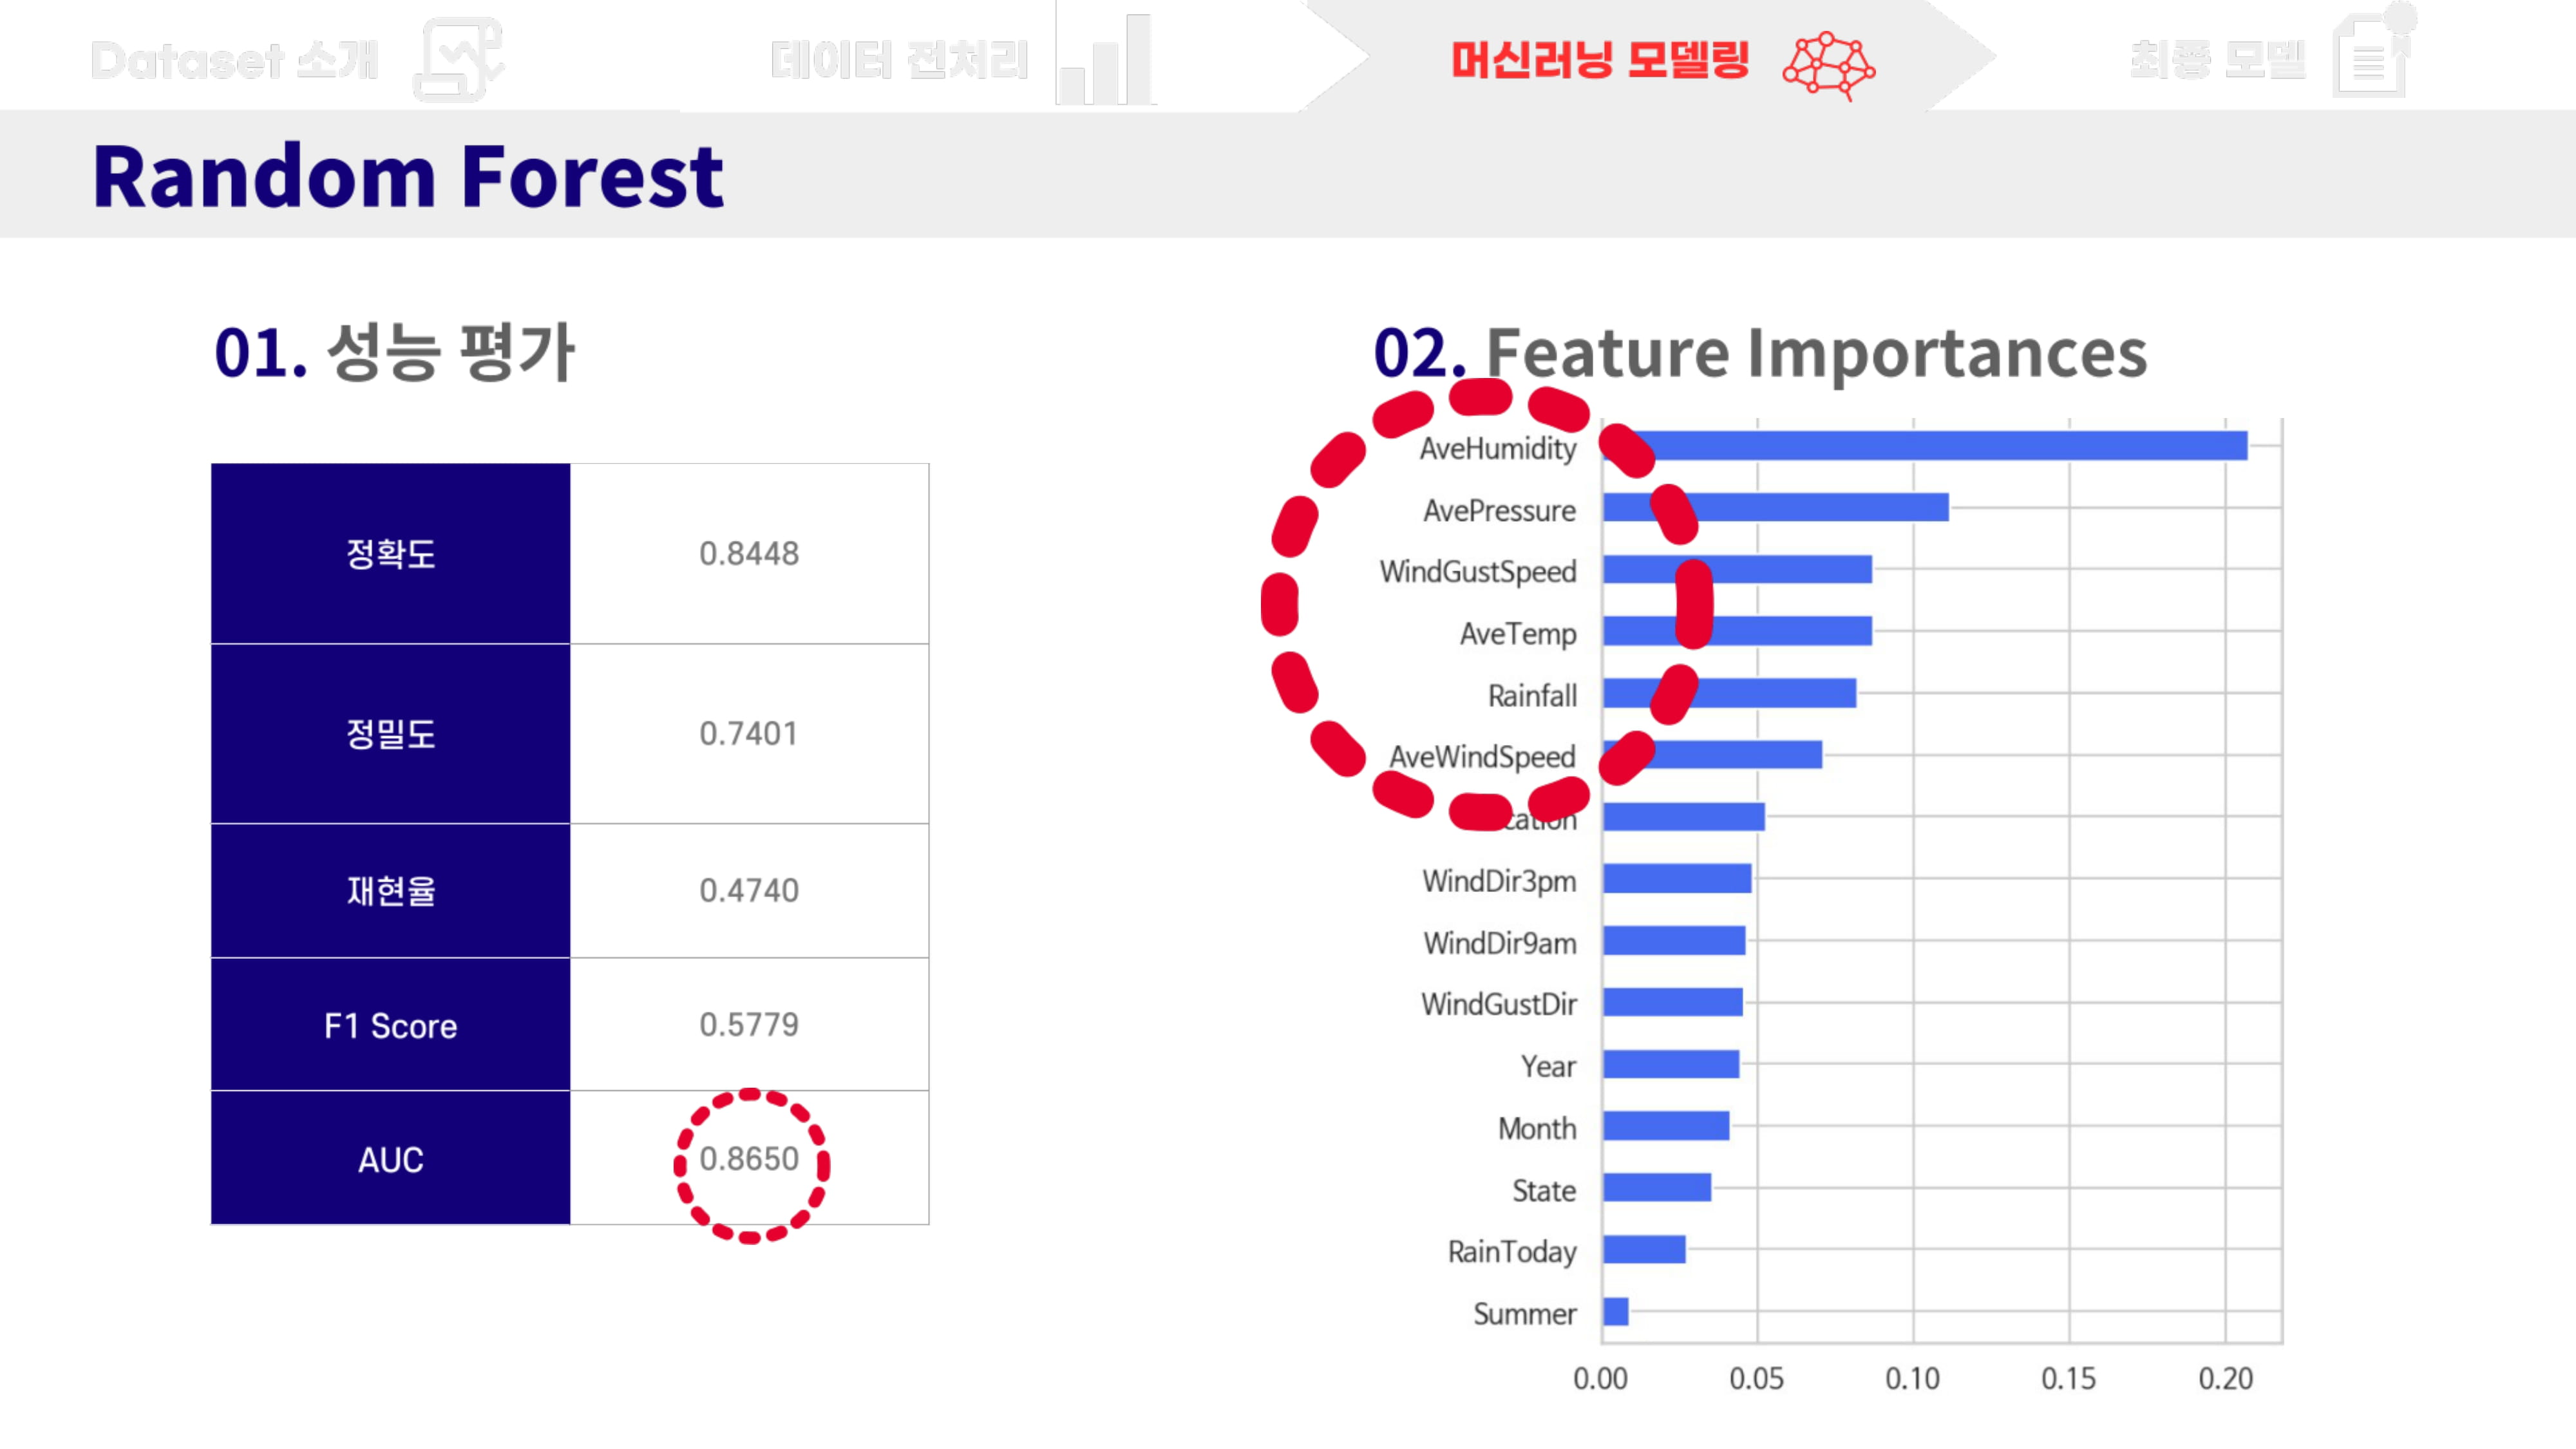 Dataset 소개
데이터 전처리
머신러닝 모델링
최종 모델
Random Forest
01. 성능 평가
정확도 0.8448
정밀도 0.7401
재현율 0.4740
F1 Score 0.5779
AUC 0.8650
02. Feature Importances
AveHumidity
AvePressure
WindGustSpeed
AveTemp
Rainfall
AveWindSpeed
WindDir3pm
WindDir9am
WindGustDir
Year
Month
State
RainToday
Summer
0.00 0.05 0.10 0.15 0.20